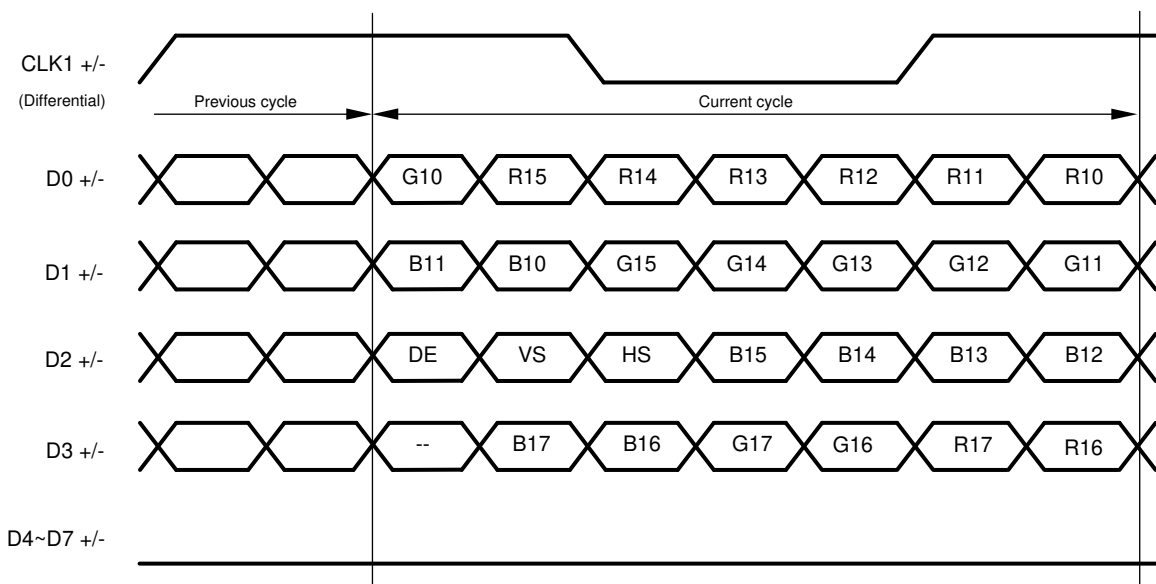 CLK1 +/-
(Differential)
Previous cycle Current cycle
D0 +/- G10 R15 R14 R13 R12 R11 R10
D1 +/- B11 B10 G15 G14 G13 G12 G11
D2 +/- DE VS HS B15 B14 B13 B12
D3 +/- -- B17 B16 G17 G16 R17 R16
D4~D7 +/-